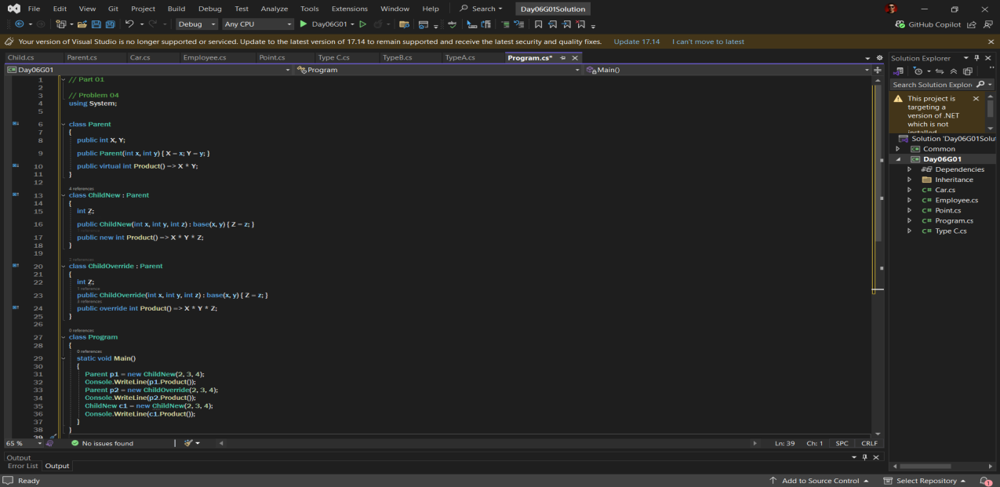 File Edit View Git Project Build Debug Test Analyze Tools Extensions Window Help Search Day06G01Solution
Debug Any CPU Day06G01 GitHub Copilot
Your version of Visual Studio is no longer supported or serviced. Update to the latest version of 17.14 to remain supported and receive the latest security and quality fixes. Update 17.14 I can't move to latest
Child.cs Parent.cs Car.cs Employee.cs Point.cs Type C.cs TypeB.cs TypeA.cs Program.cs*
Day06G01 Program Main()
1 // Part 01
2
3 // Problem 04
4 using System;
5
6 class Parent
7 {
8 public int X, Y;
9 public Parent(int x, int y) { X = x; Y = y; }
10 public virtual int Product() => X * Y;
11 }
12
4 references
13 class ChildNew : Parent
14 {
15 int Z;
16 public ChildNew(int x, int y, int z) : base(x, y) { Z = z; }
17 public new int Product() => X * Y * Z;
18 }
19
2 references
20 class ChildOverride : Parent
21 {
22 int Z;
1 reference
23 public ChildOverride(int x, int y, int z) : base(x, y) { Z = z; }
3 references
24 public override int Product() => X * Y * Z;
25 }
26
0 references
27 class Program
28 {
0 references
29 static void Main()
30 {
31 Parent p1 = new ChildNew(2, 3, 4);
32 Console.WriteLine(p1.Product());
33 Parent p2 = new ChildOverride(2, 3, 4);
34 Console.WriteLine(p2.Product());
35 ChildNew c1 = new ChildNew(2, 3, 4);
36 Console.WriteLine(c1.Product());
37 }
38 }
39
65 % No issues found Ln: 39 Ch: 1 SPC CRLF
Output
Error List Output
Ready Add to Source Control Select Repository 1
Solution Explorer
Search Solution Explor
This project is
targeting a
version of .NET
which is not
installed
Solution 'Day06G01Solu
Common
Day06G01
Dependencies
Inheritance
Car.cs
Employee.cs
Point.cs
Program.cs
Type C.cs